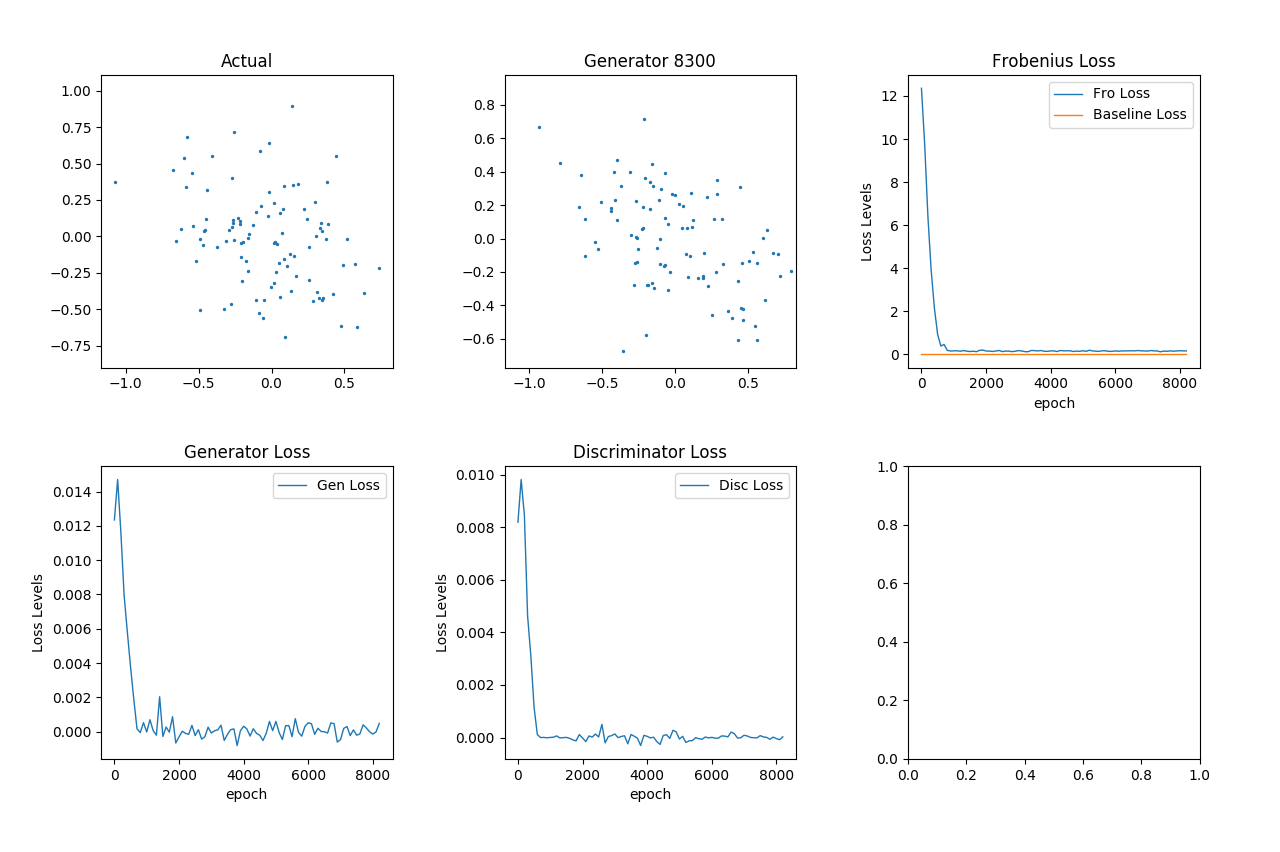 Actual
1.00
0.75
0.50
0.25
0.00
−0.25
−0.50
−0.75
−1.0 −0.5 0.0 0.5
Generator 8300
0.8
0.6
0.4
0.2
0.0
−0.2
−0.4
−0.6
−1.0 −0.5 0.0 0.5
Frobenius Loss
Fro Loss
Baseline Loss
Loss Levels
12
10
8
6
4
2
0
0 2000 4000 6000 8000
epoch
Generator Loss
Gen Loss
Loss Levels
0.014
0.012
0.010
0.008
0.006
0.004
0.002
0.000
0 2000 4000 6000 8000
epoch
Discriminator Loss
Disc Loss
Loss Levels
0.010
0.008
0.006
0.004
0.002
0.000
0 2000 4000 6000 8000
epoch
1.0
0.8
0.6
0.4
0.2
0.0
0.0 0.2 0.4 0.6 0.8 1.0